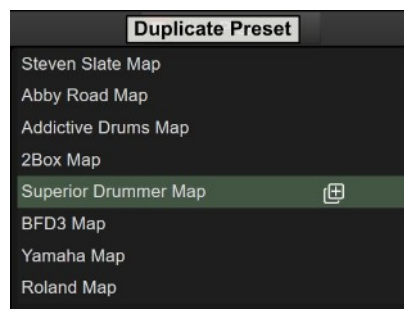 Duplicate Preset
Steven Slate Map
Abby Road Map
Addictive Drums Map
2Box Map
Superior Drummer Map
BFD3 Map
Yamaha Map
Roland Map